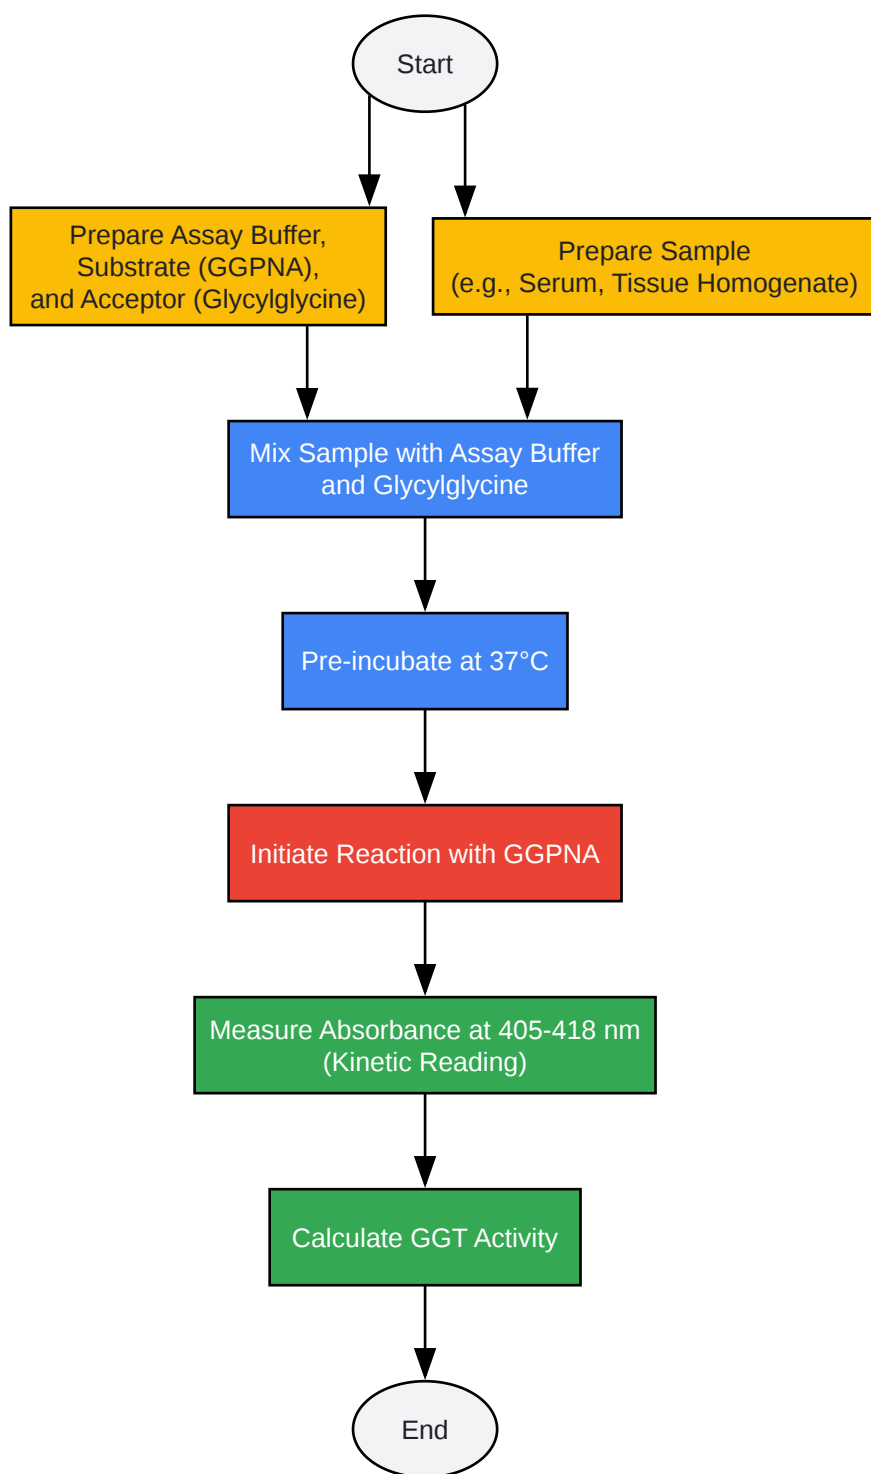 Start
Prepare Assay Buffer,
Substrate (GGPNA),
and Acceptor (Glycylglycine)
Prepare Sample
(e.g., Serum, Tissue Homogenate)
Mix Sample with Assay Buffer
and Glycylglycine
Pre-incubate at 37°C
Initiate Reaction with GGPNA
Measure Absorbance at 405-418 nm
(Kinetic Reading)
Calculate GGT Activity
End